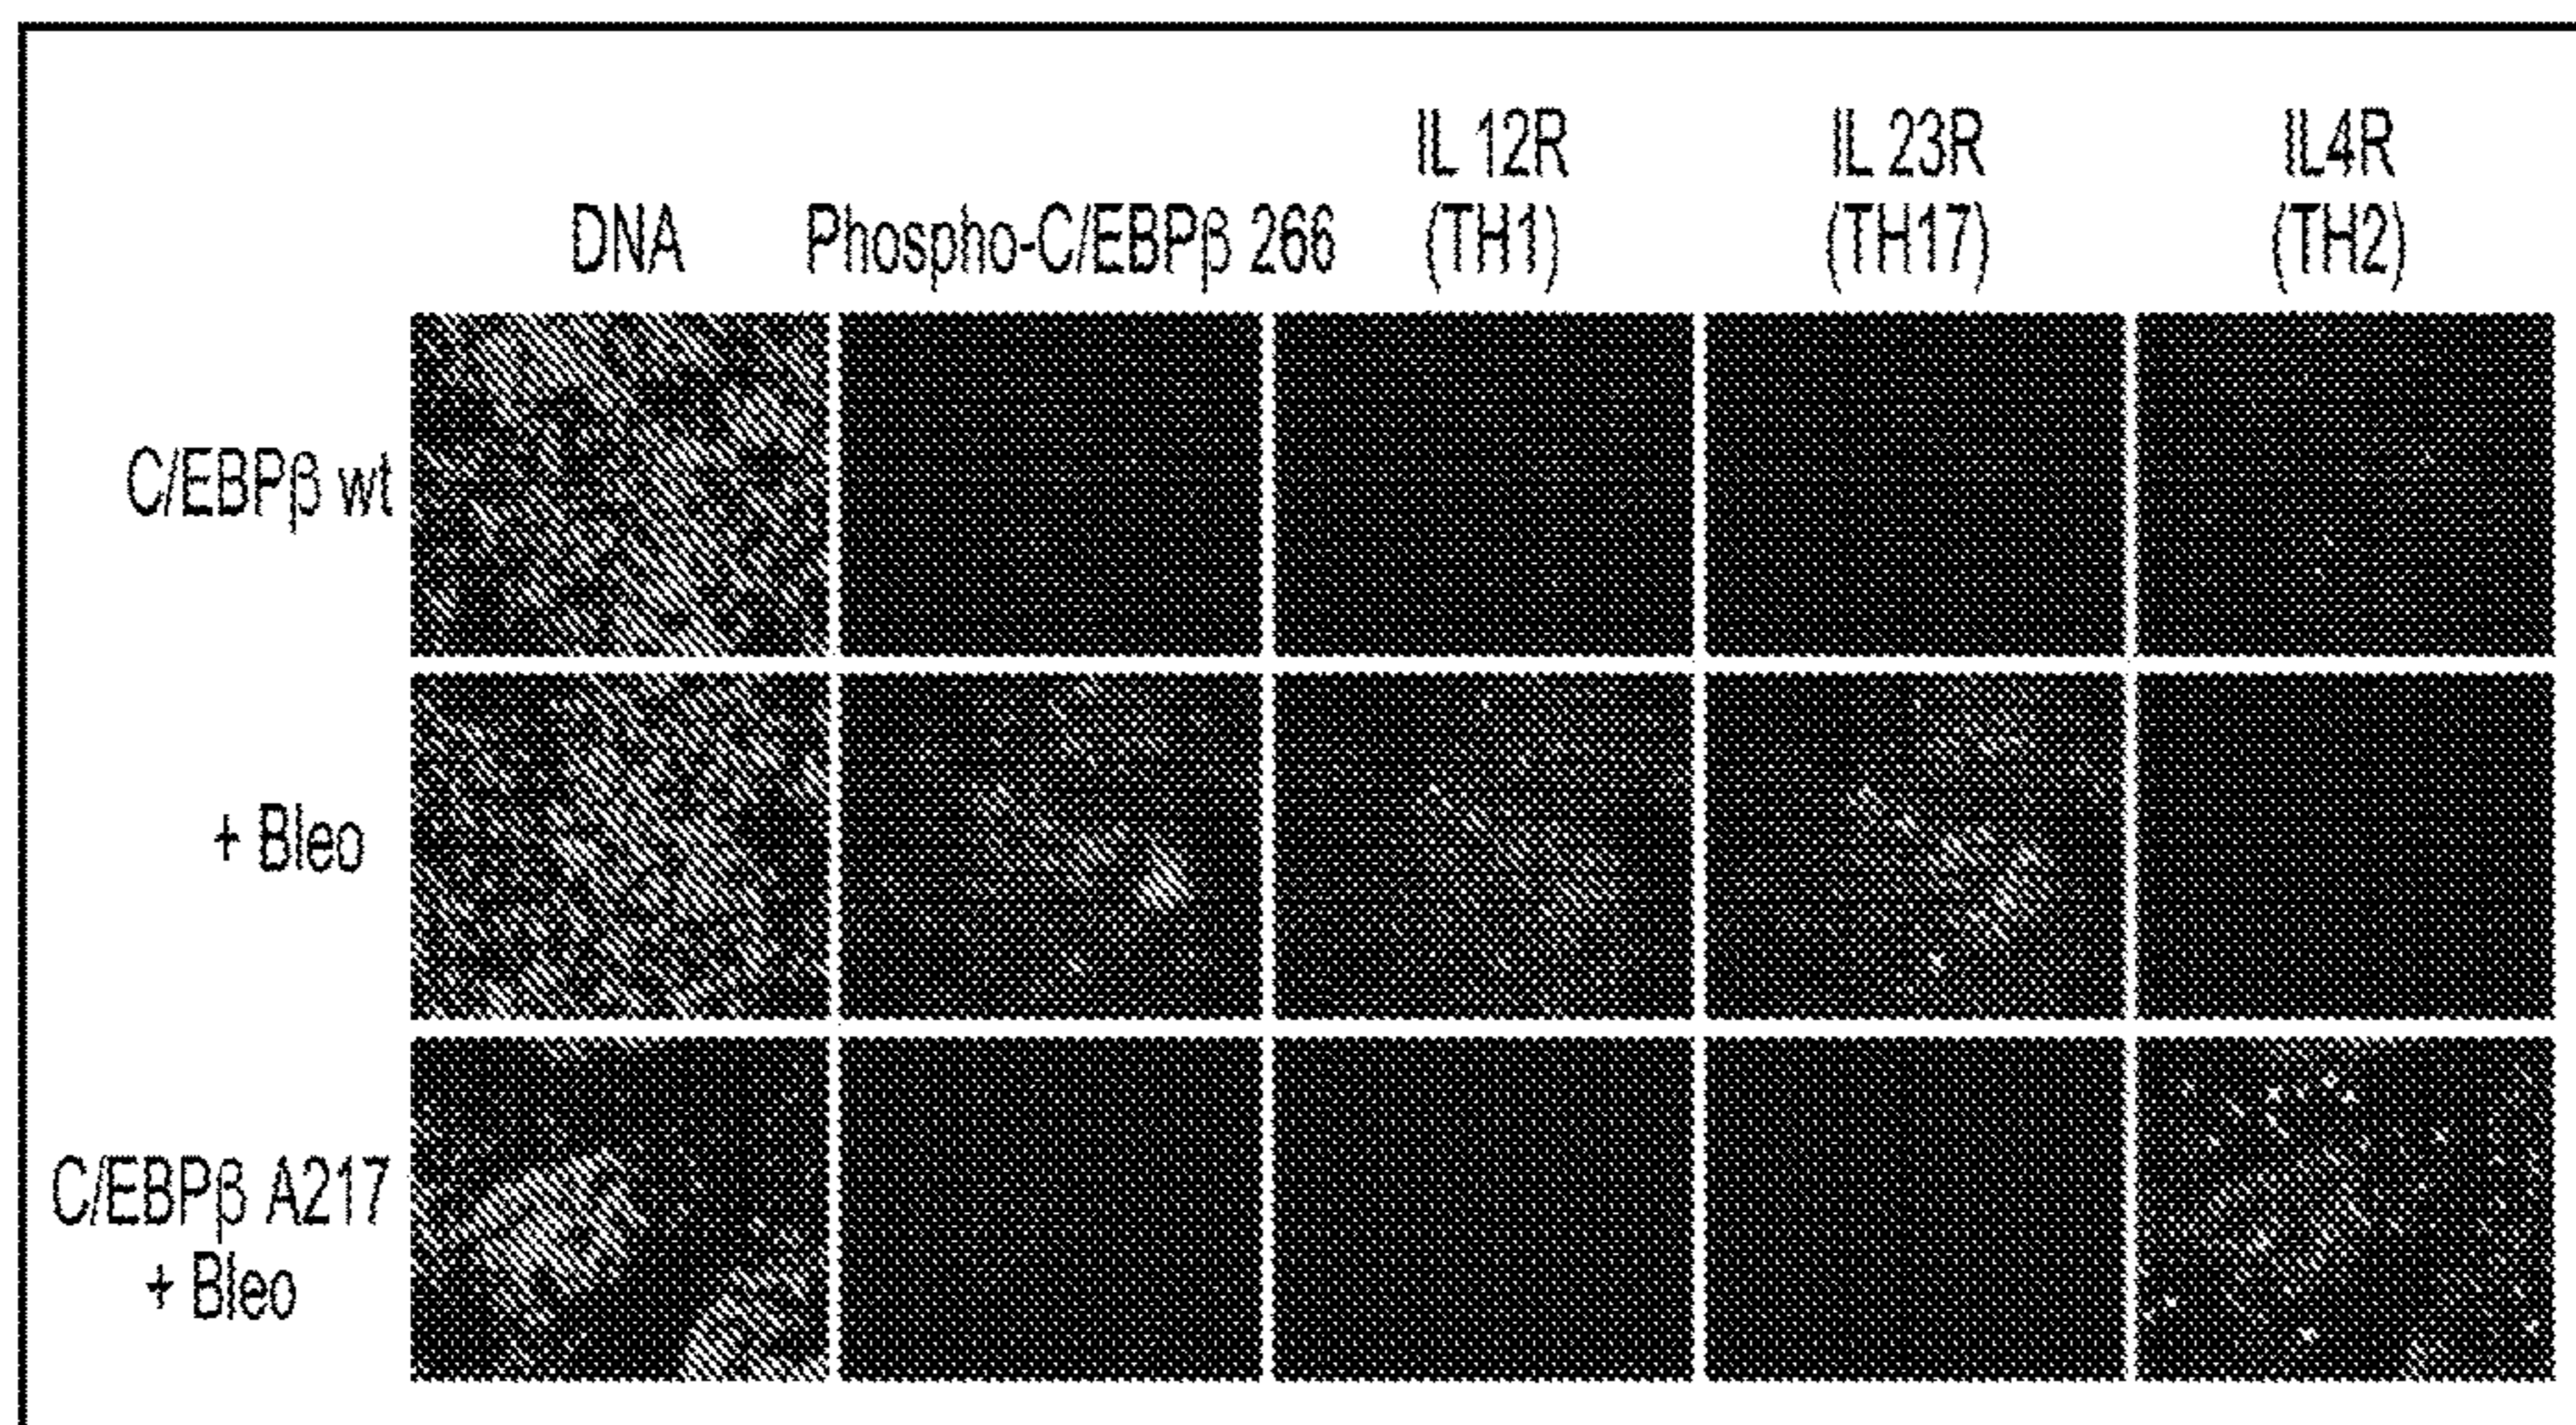 IL 12R IL 23R IL4R
DNA Phospho-C/EBPβ 266 (TH1) (TH17) (TH2)
C/EBPβ wt
+ Bleo
C/EBPβ A217
+ Bleo